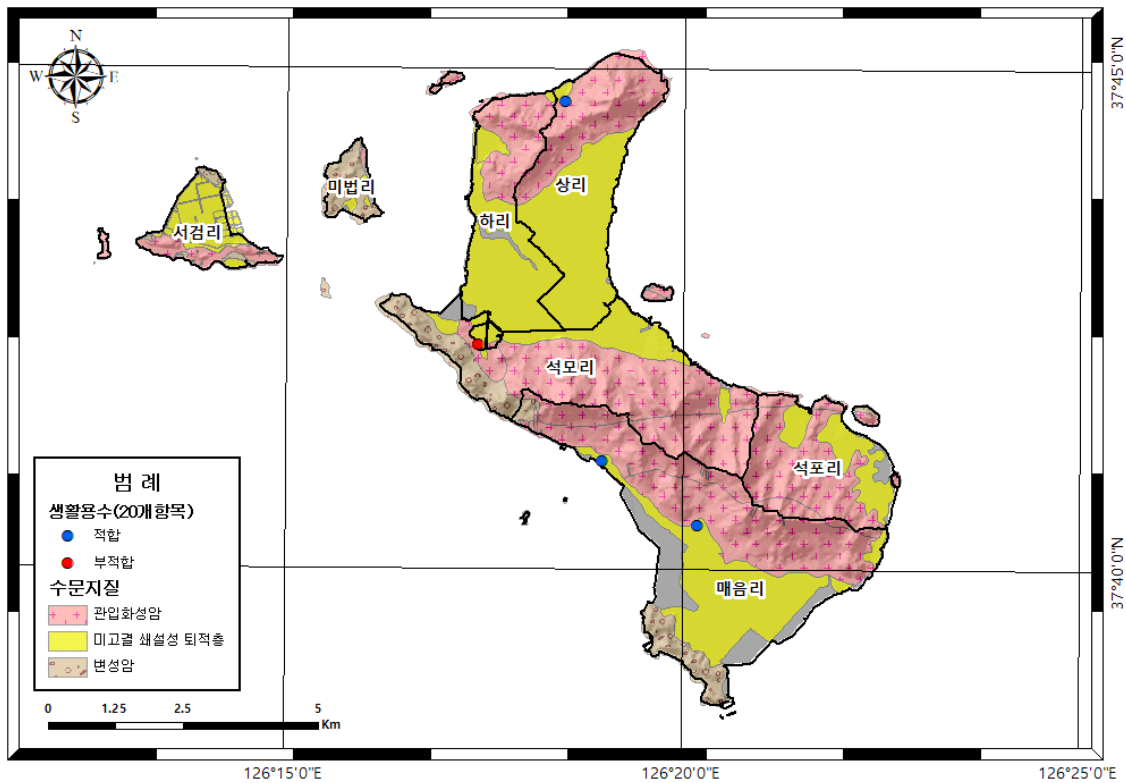 N
W
E
S
37°45'0"N
미법리
상리
서검리
하리
석모리
석포리
매음리
37°40'0"N
범 례
생활용수(20개항목)
적합
부적합
수문지질
관입화성암
미고결 쇄설성 퇴적층
변성암
0 1.25 2.5 5
Km
126°15'0"E
126°20'0"E
126°25'0"E